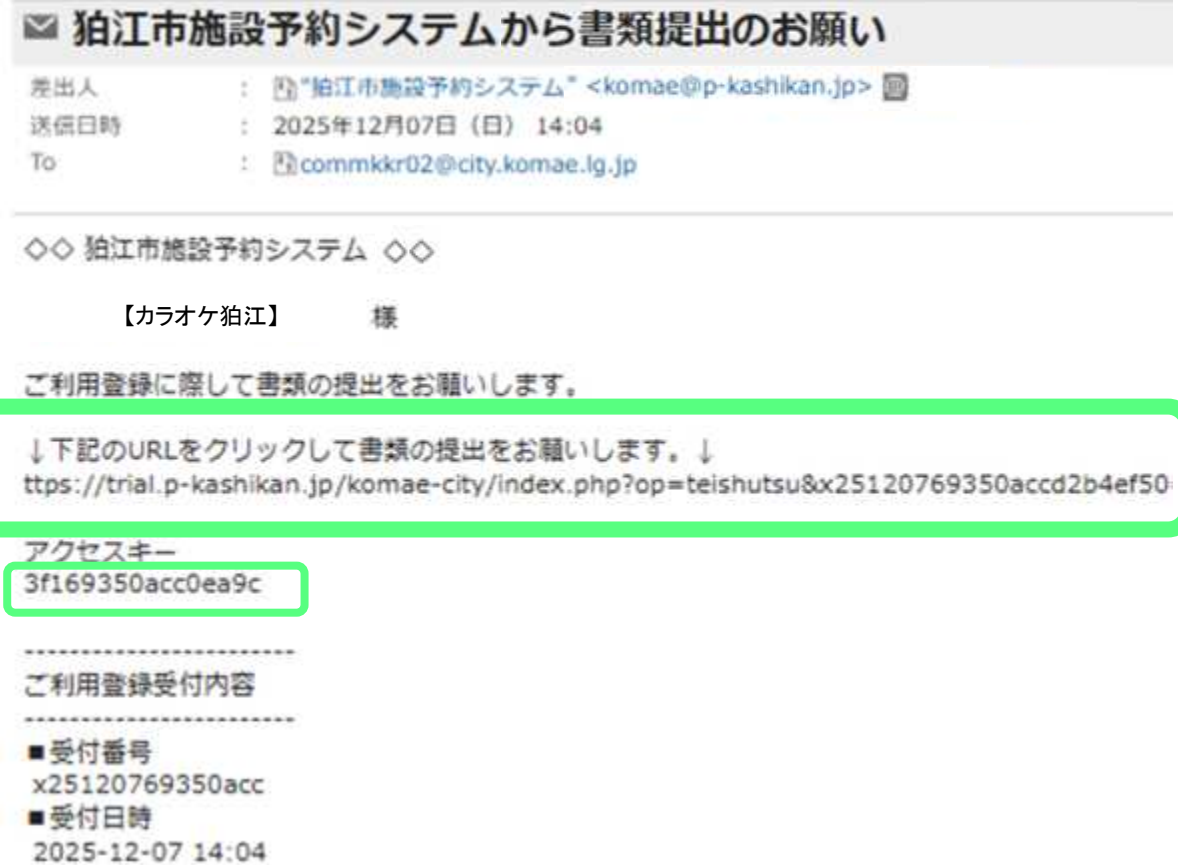 狛江市施設予約システムから書類提出のお願い
差出人 : "狛江市施設予約システム" <komae@p-kashikan.jp>
送信日時 : 2025年12月07日（日） 14:04
To : commkkr02@city.komae.lg.jp
◇◇ 狛江市施設予約システム ◇◇
【カラオケ狛江】 様
ご利用登録に際して書類の提出をお願いします。
↓下記のURLをクリックして書類の提出をお願いします。↓
ttps://trial.p-kashikan.jp/komae-city/index.php?op=teishutsu&x25120769350accd2b4ef50
アクセスキー
3f169350acc0ea9c
------------------------
ご利用登録受付内容
------------------------
■受付番号
x25120769350acc
■受付日時
2025-12-07 14:04